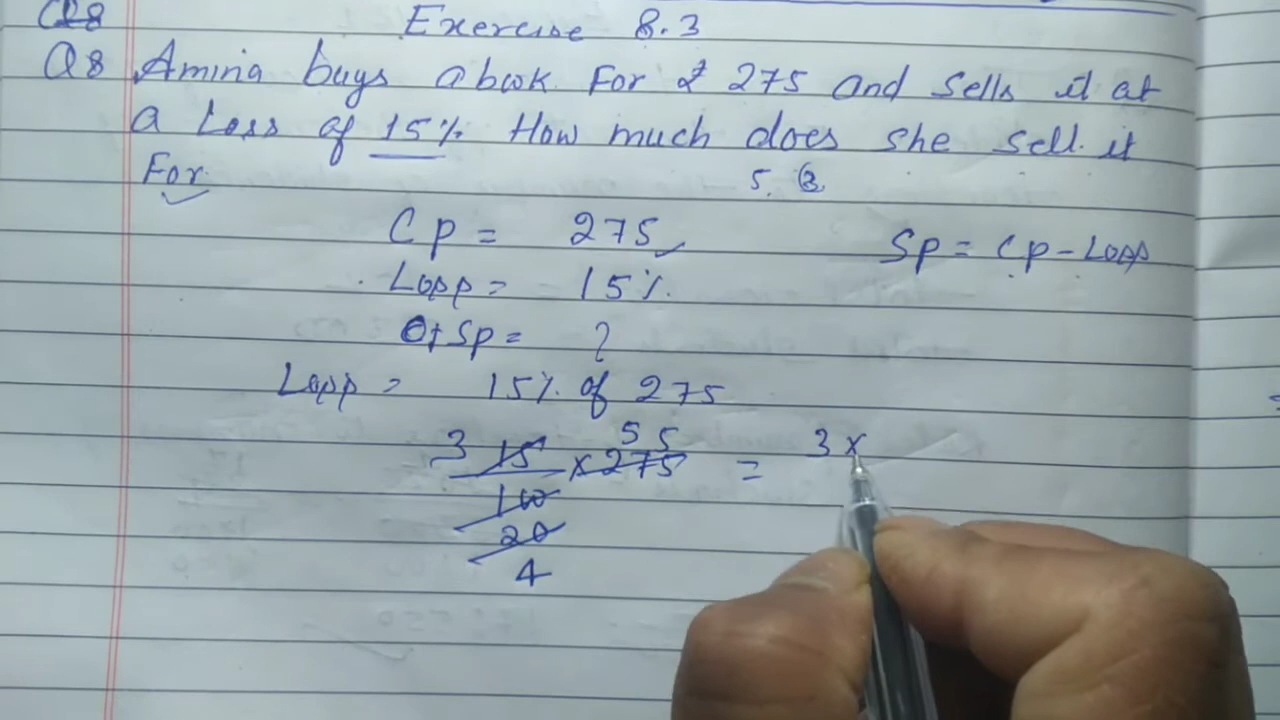 Q8
Exercise 8.3
Q8 Amina buys a book For ₹ 275 and Sells it at
a Loss of 15% How much does she sell it
For
Cp = 275
Sp = Cp - Loss
Loss = 15%
Sp = ?
Loss = 15% of 275
3 15 × 275 55 = 3 ×
100
20
4